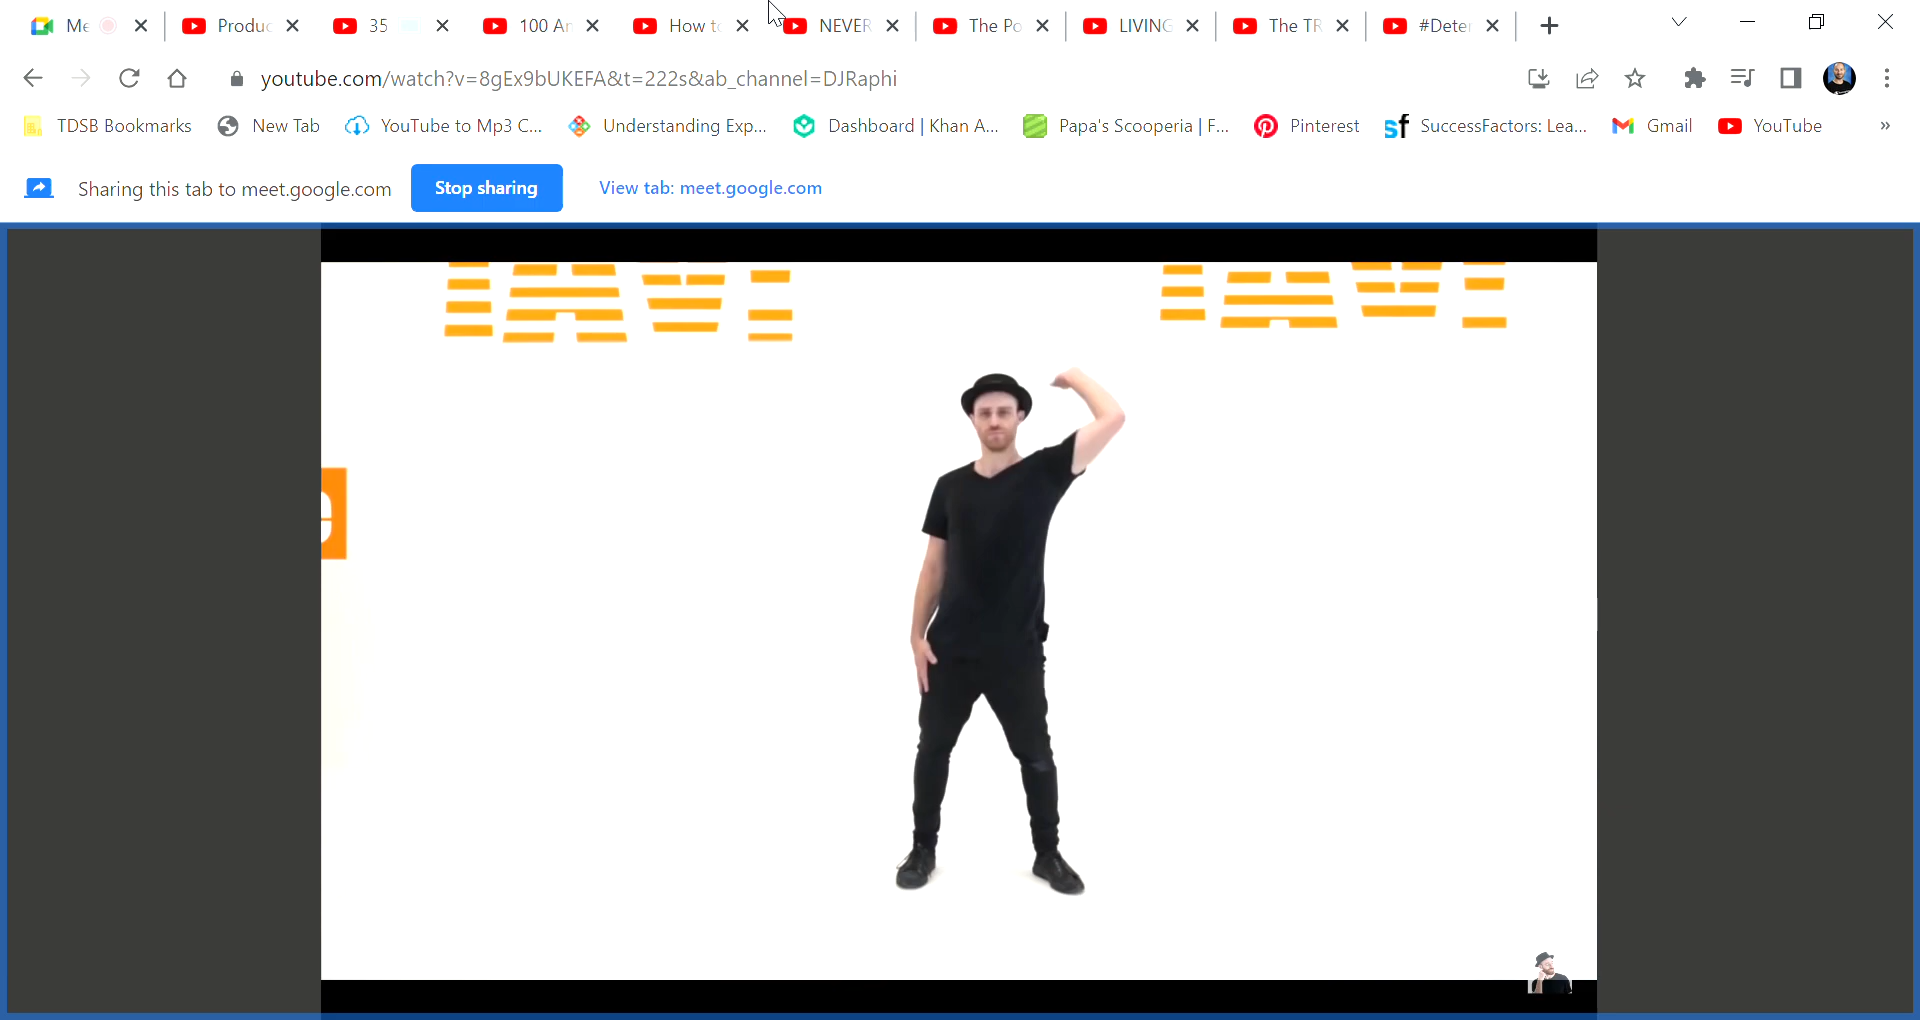 Me
Produc
35
100 Ar
How to
NEVER
The Po
LIVING
The TR
#Deter
youtube.com/watch?v=8gEx9bUKEFA&t=222s&ab_channel=DJRaphi
TDSB Bookmarks
New Tab
YouTube to Mp3 C...
Understanding Exp...
Dashboard | Khan A...
Papa's Scooperia | F...
Pinterest
SuccessFactors: Lea...
Gmail
YouTube
»
Sharing this tab to meet.google.com
Stop sharing
View tab: meet.google.com